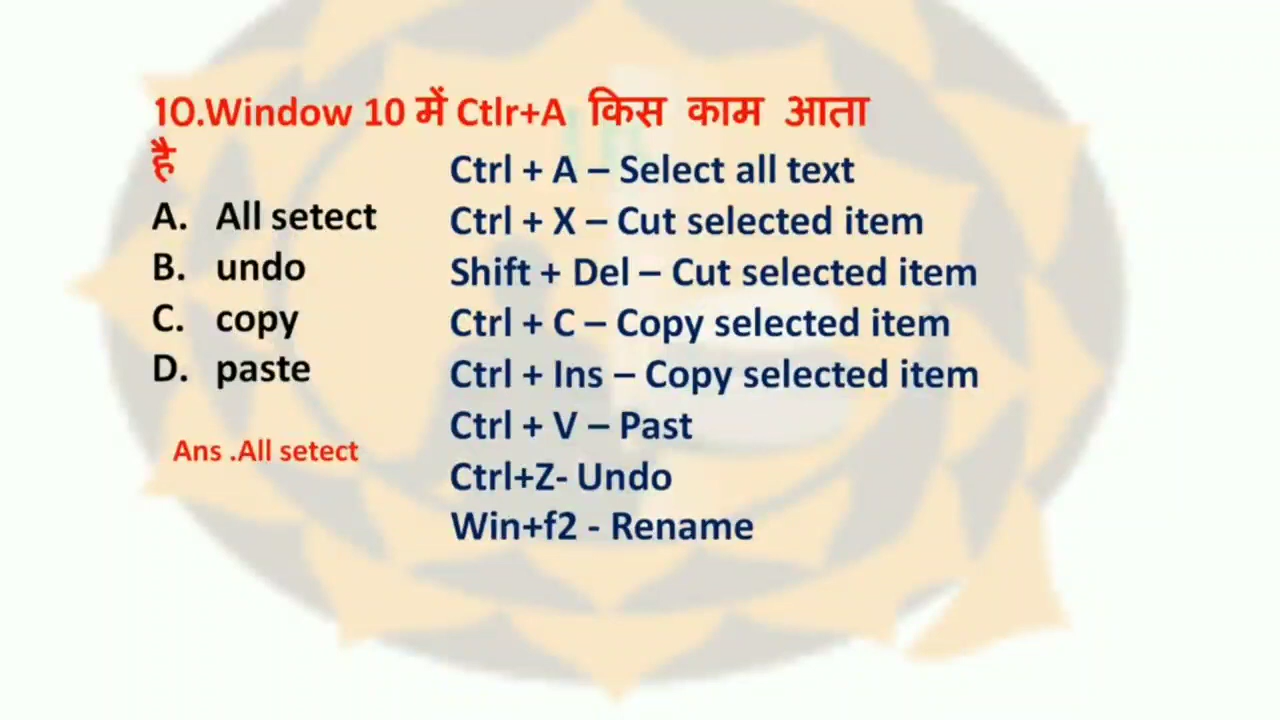 10.Window 10 में Ctlr+A किस काम आता
है
A. All setect
B. undo
C. copy
D. paste
Ans .All setect
Ctrl + A – Select all text
Ctrl + X – Cut selected item
Shift + Del – Cut selected item
Ctrl + C – Copy selected item
Ctrl + Ins – Copy selected item
Ctrl + V – Past
Ctrl+Z- Undo
Win+f2 - Rename